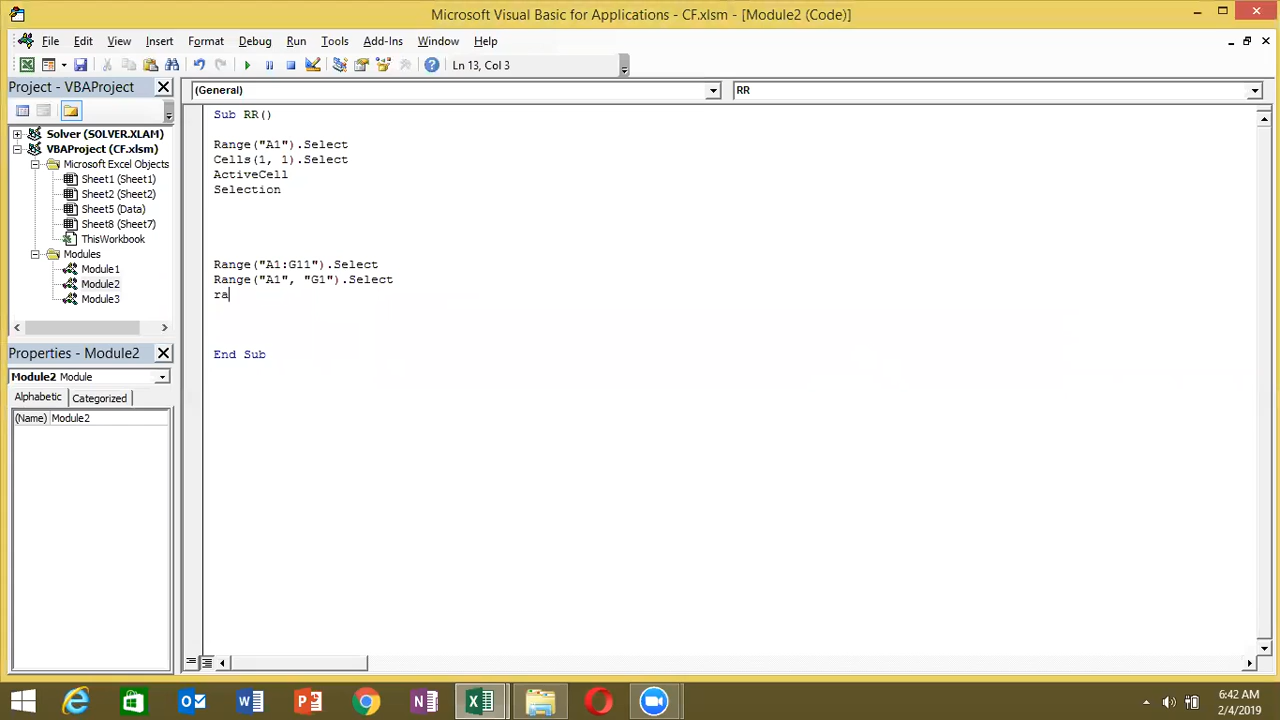 Microsoft Visual Basic for Applications - CF.xlsm - [Module2 (Code)]
File Edit View Insert Format Debug Run Tools Add-Ins Window Help
Ln 13, Col 3
Project - VBAProject
(General)
RR
Solver (SOLVER.XLAM)
VBAProject (CF.xlsm)
Microsoft Excel Objects
Sheet1 (Sheet1)
Sheet2 (Sheet2)
Sheet5 (Data)
Sheet8 (Sheet7)
ThisWorkbook
Modules
Module1
Module2
Module3
Properties - Module2
Module2 Module
Alphabetic Categorized
(Name) Module2
Sub RR()
Range("A1").Select
Cells(1, 1).Select
ActiveCell
Selection
Range("A1:G11").Select
Range("A1", "G1").Select
ra
End Sub
6:42 AM
2/4/2019